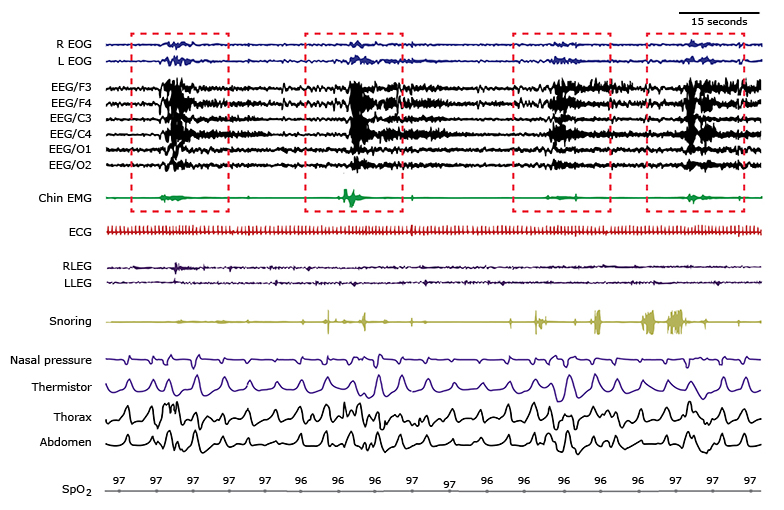 15 seconds
R EOG
L EOG
EEG/F3
EEG/F4
EEG/C3
EEG/C4
EEG/O1
EEG/O2
Chin EMG
ECG
RLEG
LLEG
Snoring
Nasal pressure
Thermistor
Thorax
Abdomen
SpO₂ 97 97 97 97 97 96 96 96 97 97 96 96 96 96 96 97 97 97